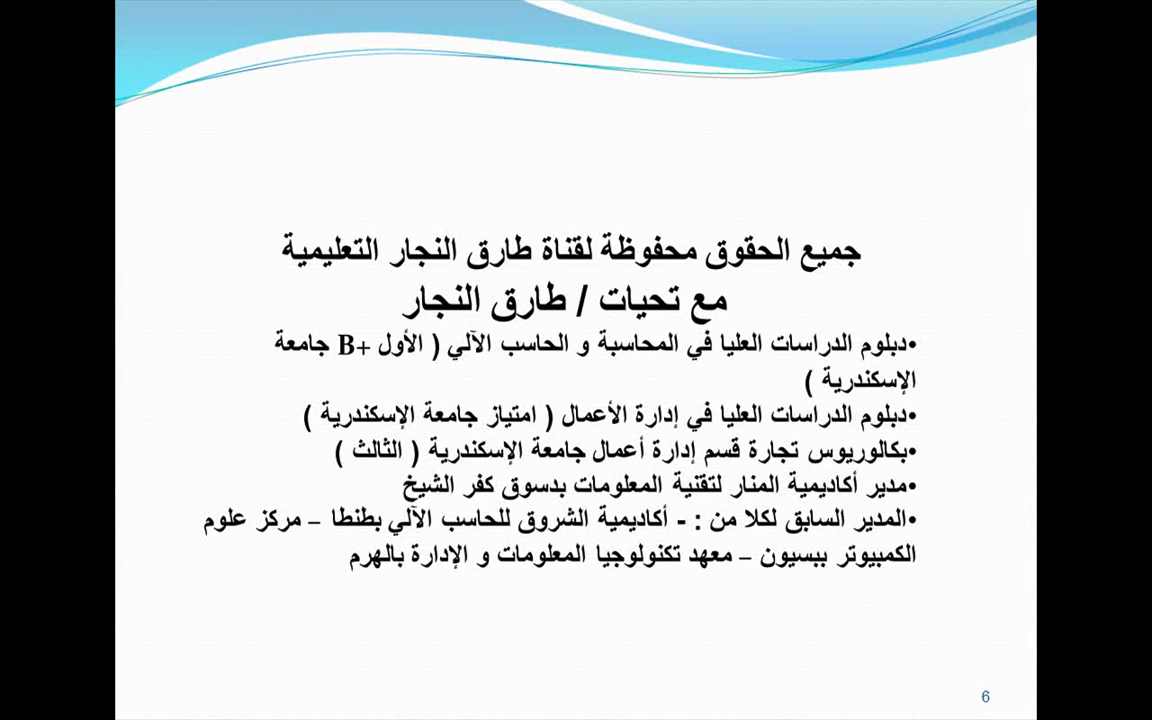 جميع الحقوق محفوظة لقناة طارق النجار التعليمية
مع تحيات / طارق النجار
•دبلوم الدراسات العليا في المحاسبة و الحاسب الآلي ( الأول +B جامعة
الإسكندرية )
•دبلوم الدراسات العليا في إدارة الأعمال ( امتياز جامعة الإسكندرية )
•بكالوريوس تجارة قسم إدارة أعمال جامعة الإسكندرية ( الثالث )
•مدير أكاديمية المنار لتقنية المعلومات بدسوق كفر الشيخ
•المدير السابق لكلا من : - أكاديمية الشروق للحاسب الآلي بطنطا – مركز علوم
الكمبيوتر ببسيون – معهد تكنولوجيا المعلومات و الإدارة بالهرم
6